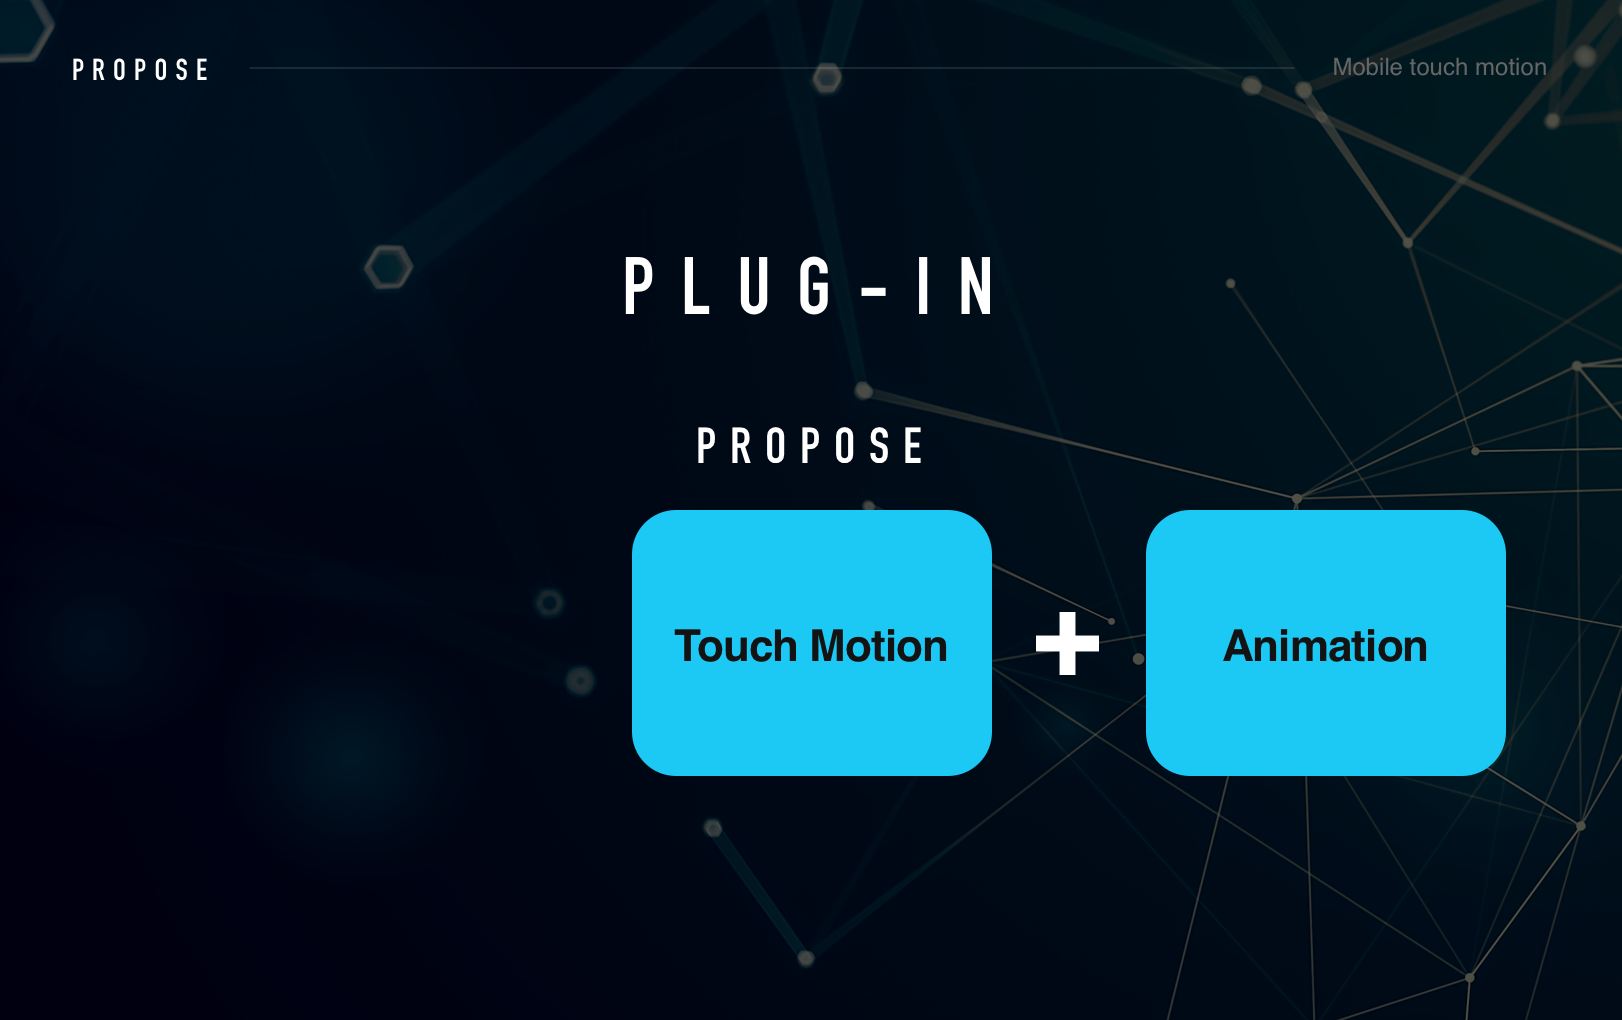 PROPOSE
Mobile touch motion
PLUG-IN
PROPOSE
Touch Motion + Animation